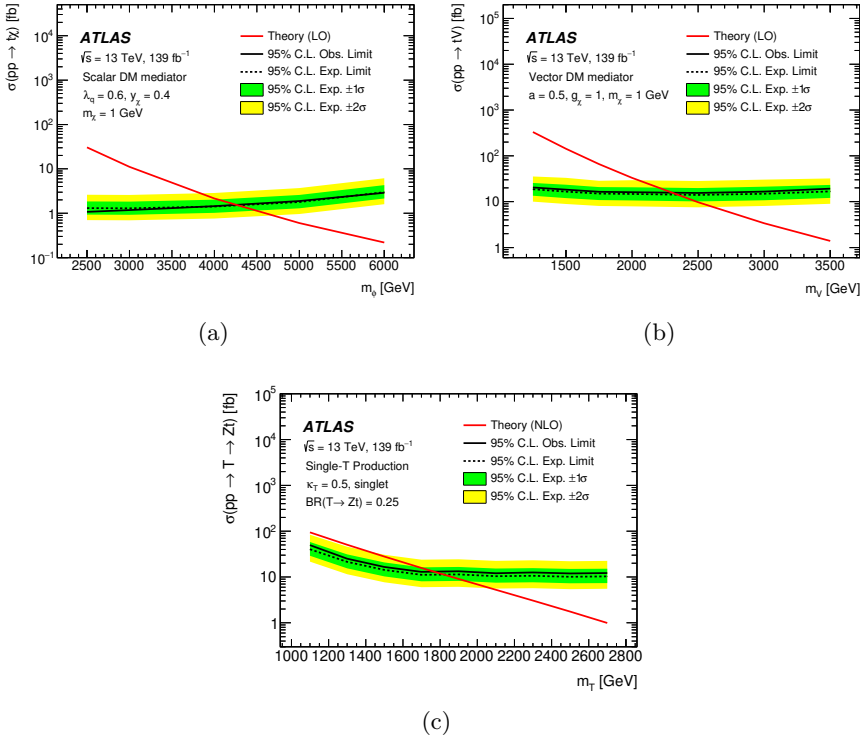 σ(pp → tχ) [fb]
ATLAS
√s = 13 TeV, 139 fb⁻¹
Scalar DM mediator
λq = 0.6, yχ = 0.4
mχ = 1 GeV
Theory (LO)
95% C.L. Obs. Limit
95% C.L. Exp. Limit
95% C.L. Exp. ±1σ
95% C.L. Exp. ±2σ
10⁴
10³
10²
10
1
10⁻¹
2500 3000 3500 4000 4500 5000 5500 6000
mϕ [GeV]
(a)
σ(pp → tV) [fb]
ATLAS
√s = 13 TeV, 139 fb⁻¹
Vector DM mediator
a = 0.5, gχ = 1, mχ = 1 GeV
Theory (LO)
95% C.L. Obs. Limit
95% C.L. Exp. Limit
95% C.L. Exp. ±1σ
95% C.L. Exp. ±2σ
10⁵
10⁴
10³
10²
10
1
1500 2000 2500 3000 3500
mV [GeV]
(b)
σ(pp → T → Zt) [fb]
ATLAS
√s = 13 TeV, 139 fb⁻¹
Single-T Production
κT = 0.5, singlet
BR(T→ Zt) = 0.25
Theory (NLO)
95% C.L. Obs. Limit
95% C.L. Exp. Limit
95% C.L. Exp. ±1σ
95% C.L. Exp. ±2σ
10⁵
10⁴
10³
10²
10
1
1000 1200 1400 1600 1800 2000 2200 2400 2600 2800
mT [GeV]
(c)